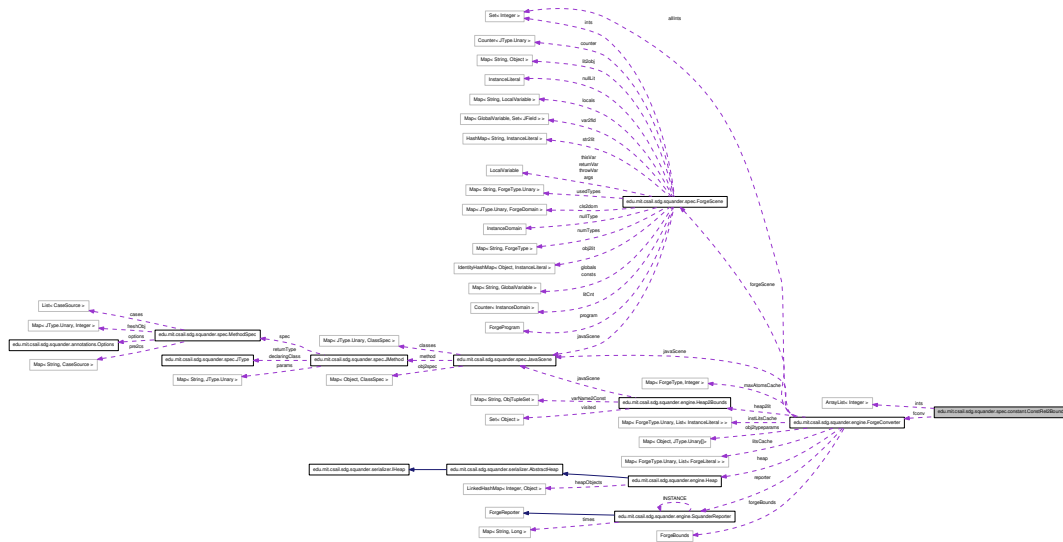 Set< Integer >
allInts
ints
Counter< JType.Unary >
counter
Map< String, Object >
lit2obj
InstanceLiteral
nullLit
Map< String, LocalVariable >
locals
Map< GlobalVariable, Set< JField > >
var2fld
HashMap< String, InstanceLiteral >
str2lit
LocalVariable
thisVar
returnVar
throwVar
args
Map< String, ForgeType.Unary >
usedTypes
edu.mit.csail.sdg.squander.spec.ForgeScene
Map< JType.Unary, ForgeDomain >
cls2dom
InstanceDomain
nullType
Map< String, ForgeType >
numTypes
IdentityHashMap< Object, InstanceLiteral >
obj2lit
Map< String, GlobalVariable >
globals
consts
forgeScene
Counter< InstanceDomain >
litCnt
ForgeProgram
program
javaScene
List< CaseSource >
cases
Map< JType.Unary, Integer >
heshObj
edu.mit.csail.sdg.squander.spec.MethodSpec
edu.mit.csail.sdg.squander.annotations.Options
options
Map< String, CaseSource >
preds
spec
returnType
declaringClass
params
edu.mit.csail.sdg.squander.spec.JType
Map< String, JType.Unary >
edu.mit.csail.sdg.squander.spec.JMethod
Map< JType.Unary, ClassSpec >
classes
method
Map< Object, ClassSpec >
obj2spec
edu.mit.csail.sdg.squander.spec.JavaScene
javaScene
javaScene
Map< ForgeType, Integer >
maxAtomsCache
Map< String, ObjTupleSet >
varName2Const
Set< Object >
visited
edu.mit.csail.sdg.squander.engine.Heap2Bounds
heap2lit
ArrayList< Integer >
ints
fconv
edu.mit.csail.sdg.squander.spec.constant.ConstRel2Bounds
Map< ForgeType.Unary, List< InstanceLiteral > >
instLitsCache
edu.mit.csail.sdg.squander.engine.ForgeConverter
Map< Object, JType.Unary[]>
obj2typeparams
Map< ForgeType.Unary, List< ForgeLiteral > >
litsCache
edu.mit.csail.sdg.squander.serializer.IHeap
edu.mit.csail.sdg.squander.serializer.AbstractHeap
heap
LinkedHashMap< Integer, Object >
heapObjects
edu.mit.csail.sdg.squander.engine.Heap
reporter
INSTANCE
ForgeReporter
edu.mit.csail.sdg.squander.engine.SquanderReporter
forgeBounds
Map< String, Long >
times
ForgeBounds